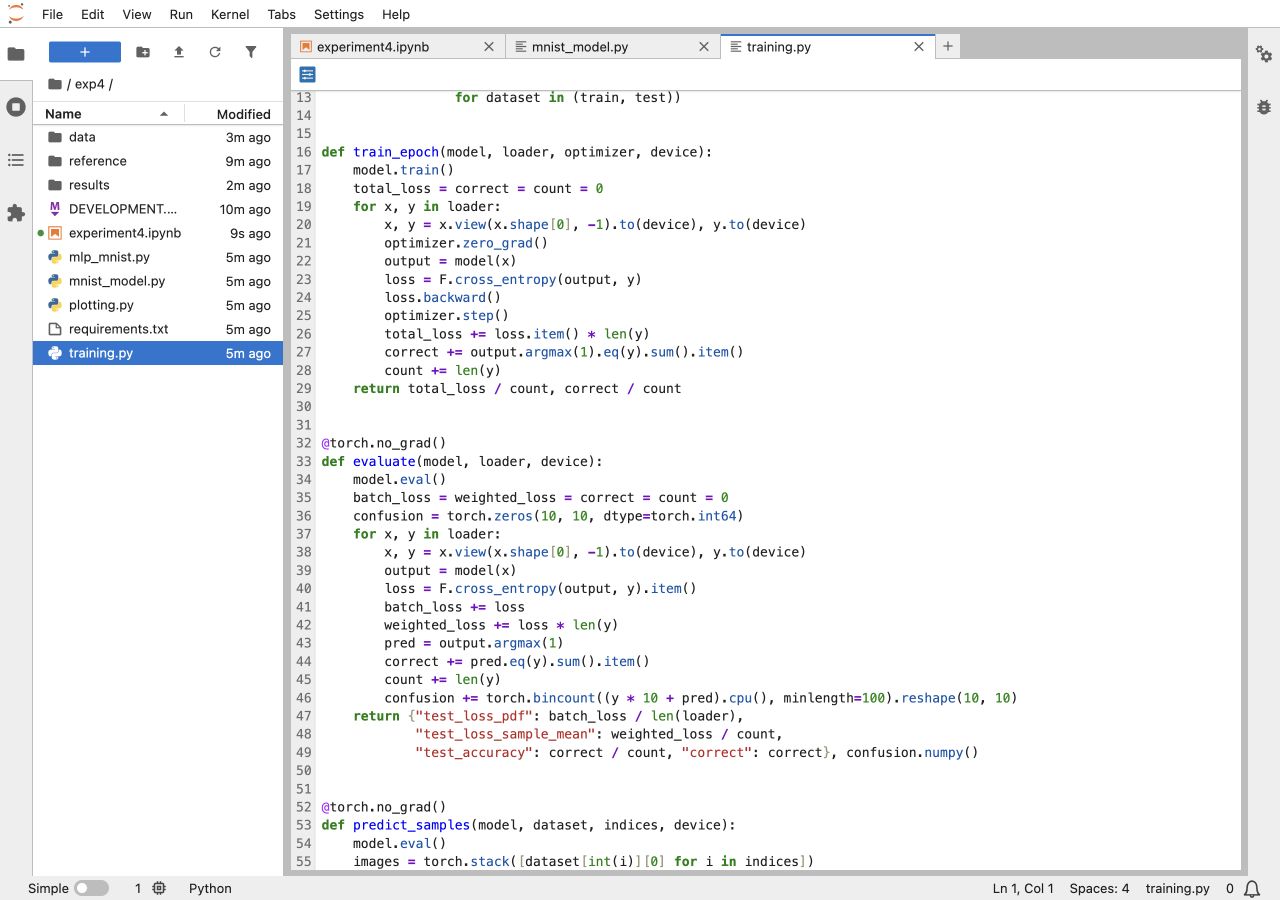 File Edit View Run Kernel Tabs Settings Help
+
/ exp4 /
Name Modified
data 3m ago
reference 9m ago
results 2m ago
DEVELOPMENT.... 10m ago
experiment4.ipynb 9s ago
mlp_mnist.py 5m ago
mnist_model.py 5m ago
plotting.py 5m ago
requirements.txt 5m ago
training.py 5m ago
experiment4.ipynb mnist_model.py training.py +
13                  for dataset in (train, test))
14
15
16 def train_epoch(model, loader, optimizer, device):
17     model.train()
18     total_loss = correct = count = 0
19     for x, y in loader:
20         x, y = x.view(x.shape[0], -1).to(device), y.to(device)
21         optimizer.zero_grad()
22         output = model(x)
23         loss = F.cross_entropy(output, y)
24         loss.backward()
25         optimizer.step()
26         total_loss += loss.item() * len(y)
27         correct += output.argmax(1).eq(y).sum().item()
28         count += len(y)
29     return total_loss / count, correct / count
30
31
32 @torch.no_grad()
33 def evaluate(model, loader, device):
34     model.eval()
35     batch_loss = weighted_loss = correct = count = 0
36     confusion = torch.zeros(10, 10, dtype=torch.int64)
37     for x, y in loader:
38         x, y = x.view(x.shape[0], -1).to(device), y.to(device)
39         output = model(x)
40         loss = F.cross_entropy(output, y).item()
41         batch_loss += loss
42         weighted_loss += loss * len(y)
43         pred = output.argmax(1)
44         correct += pred.eq(y).sum().item()
45         count += len(y)
46         confusion += torch.bincount((y * 10 + pred).cpu(), minlength=100).reshape(10, 10)
47     return {"test_loss_pdf": batch_loss / len(loader),
48             "test_loss_sample_mean": weighted_loss / count,
49             "test_accuracy": correct / count, "correct": correct}, confusion.numpy()
50
51
52 @torch.no_grad()
53 def predict_samples(model, dataset, indices, device):
54     model.eval()
55     images = torch.stack([dataset[int(i)][0] for i in indices])
Simple 1 Python Ln 1, Col 1 Spaces: 4 training.py 0